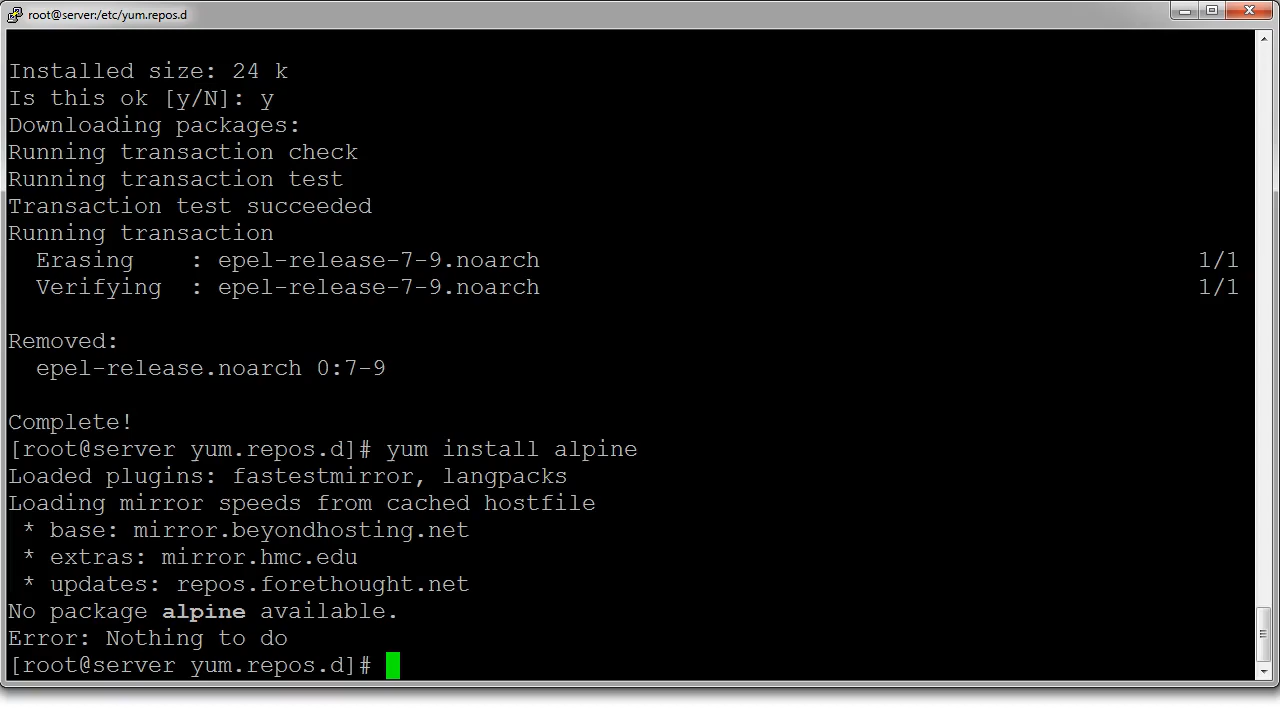 root@server:/etc/yum.repos.d
Installed size: 24 k
Is this ok [y/N]: y
Downloading packages:
Running transaction check
Running transaction test
Transaction test succeeded
Running transaction
  Erasing    : epel-release-7-9.noarch 1/1
  Verifying  : epel-release-7-9.noarch 1/1
Removed:
  epel-release.noarch 0:7-9
Complete!
[root@server yum.repos.d]# yum install alpine
Loaded plugins: fastestmirror, langpacks
Loading mirror speeds from cached hostfile
 * base: mirror.beyondhosting.net
 * extras: mirror.hmc.edu
 * updates: repos.forethought.net
No package alpine available.
Error: Nothing to do
[root@server yum.repos.d]#